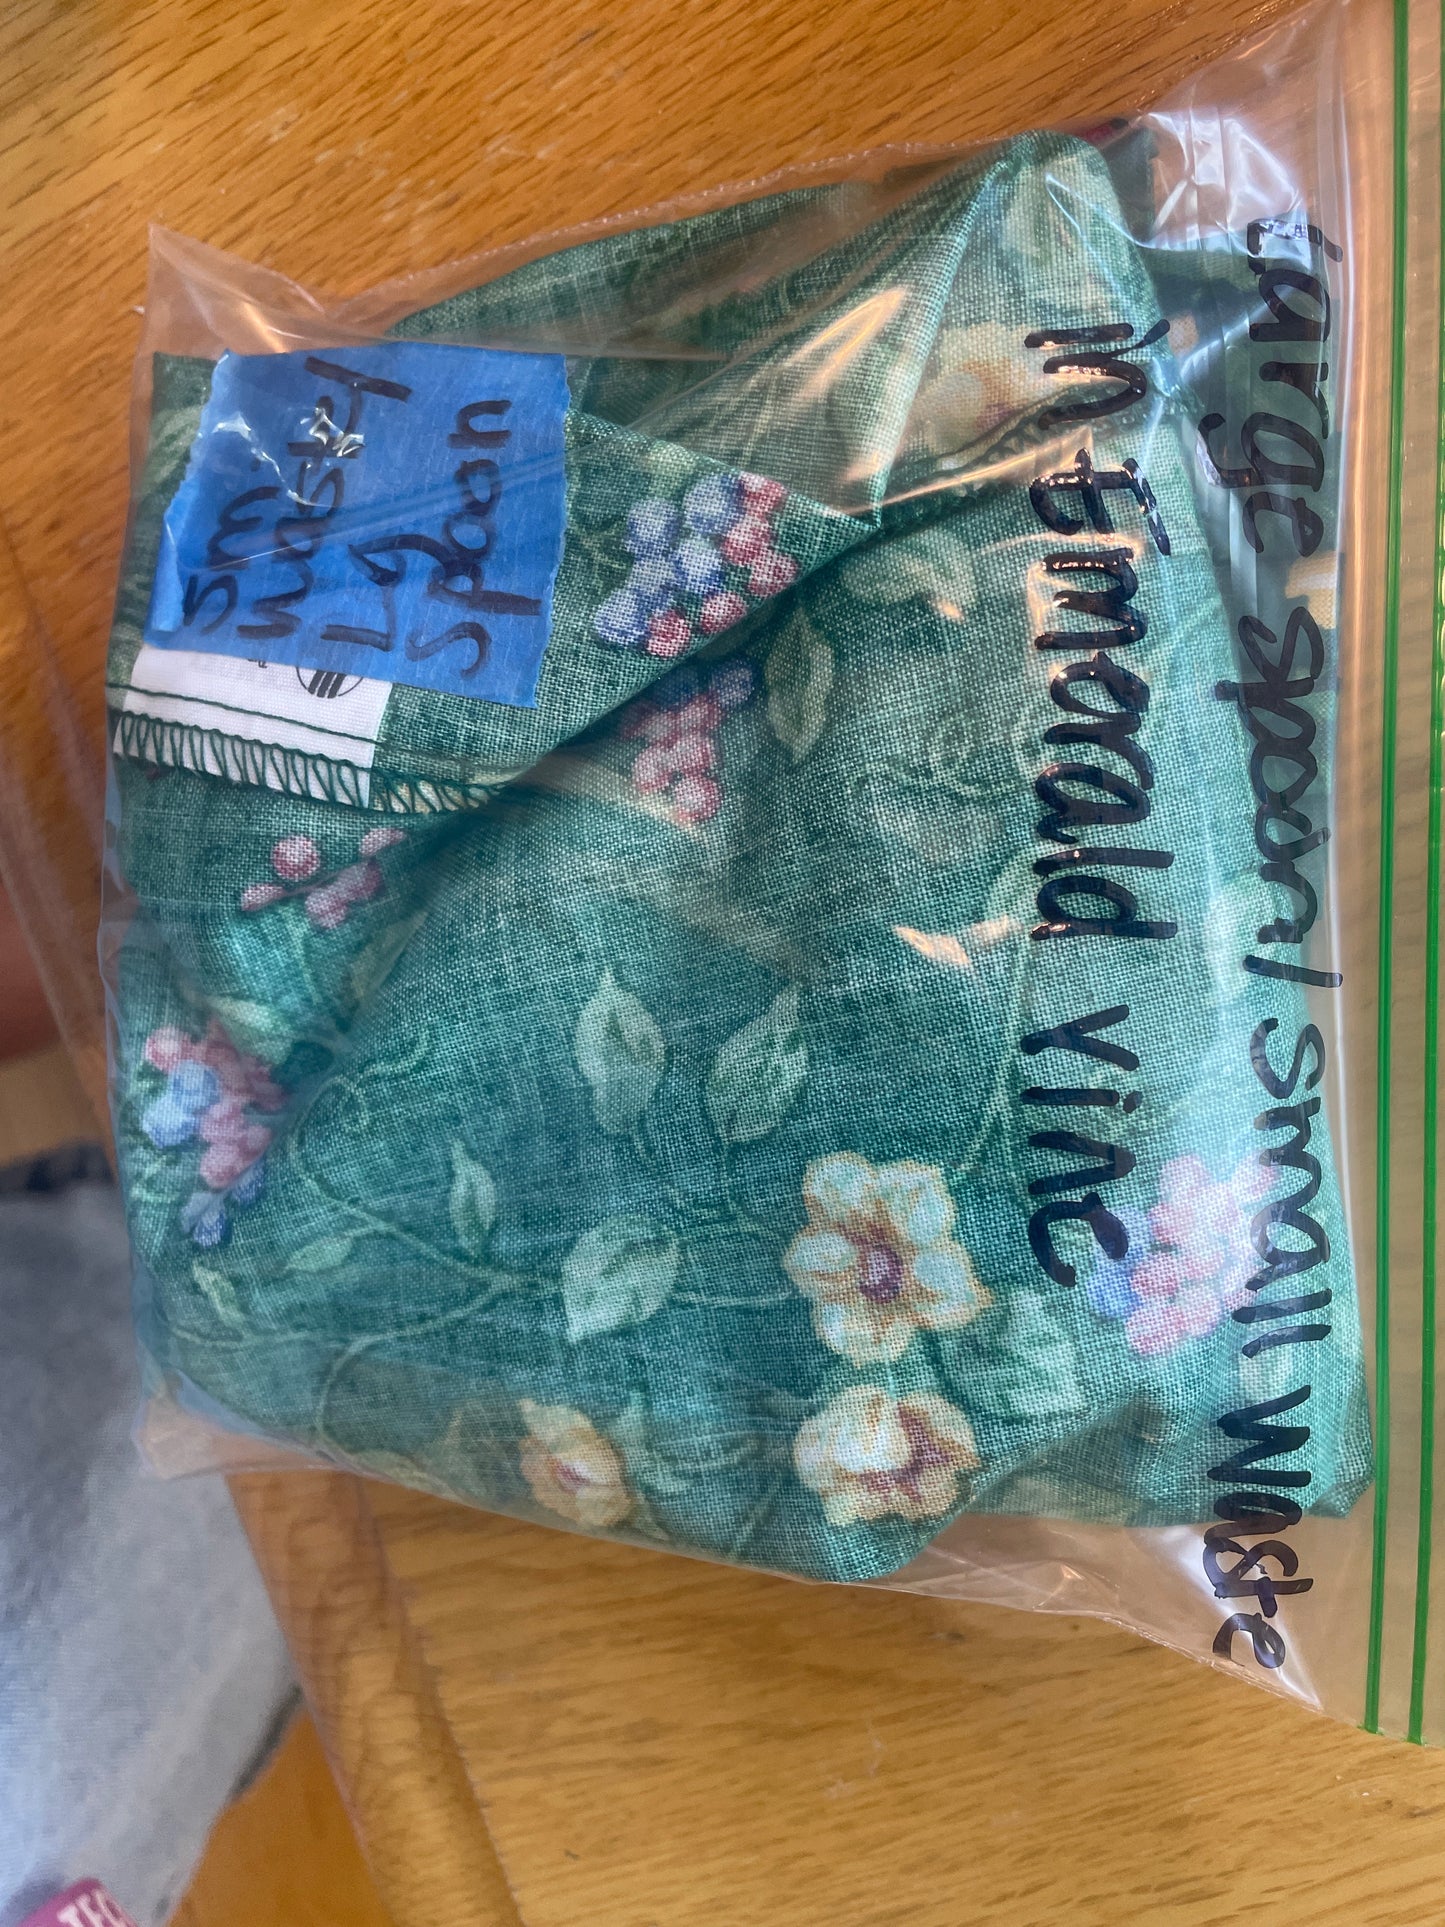 Large spoon/small waste
in Emerald vine
sm
waste/
Lg
spoon